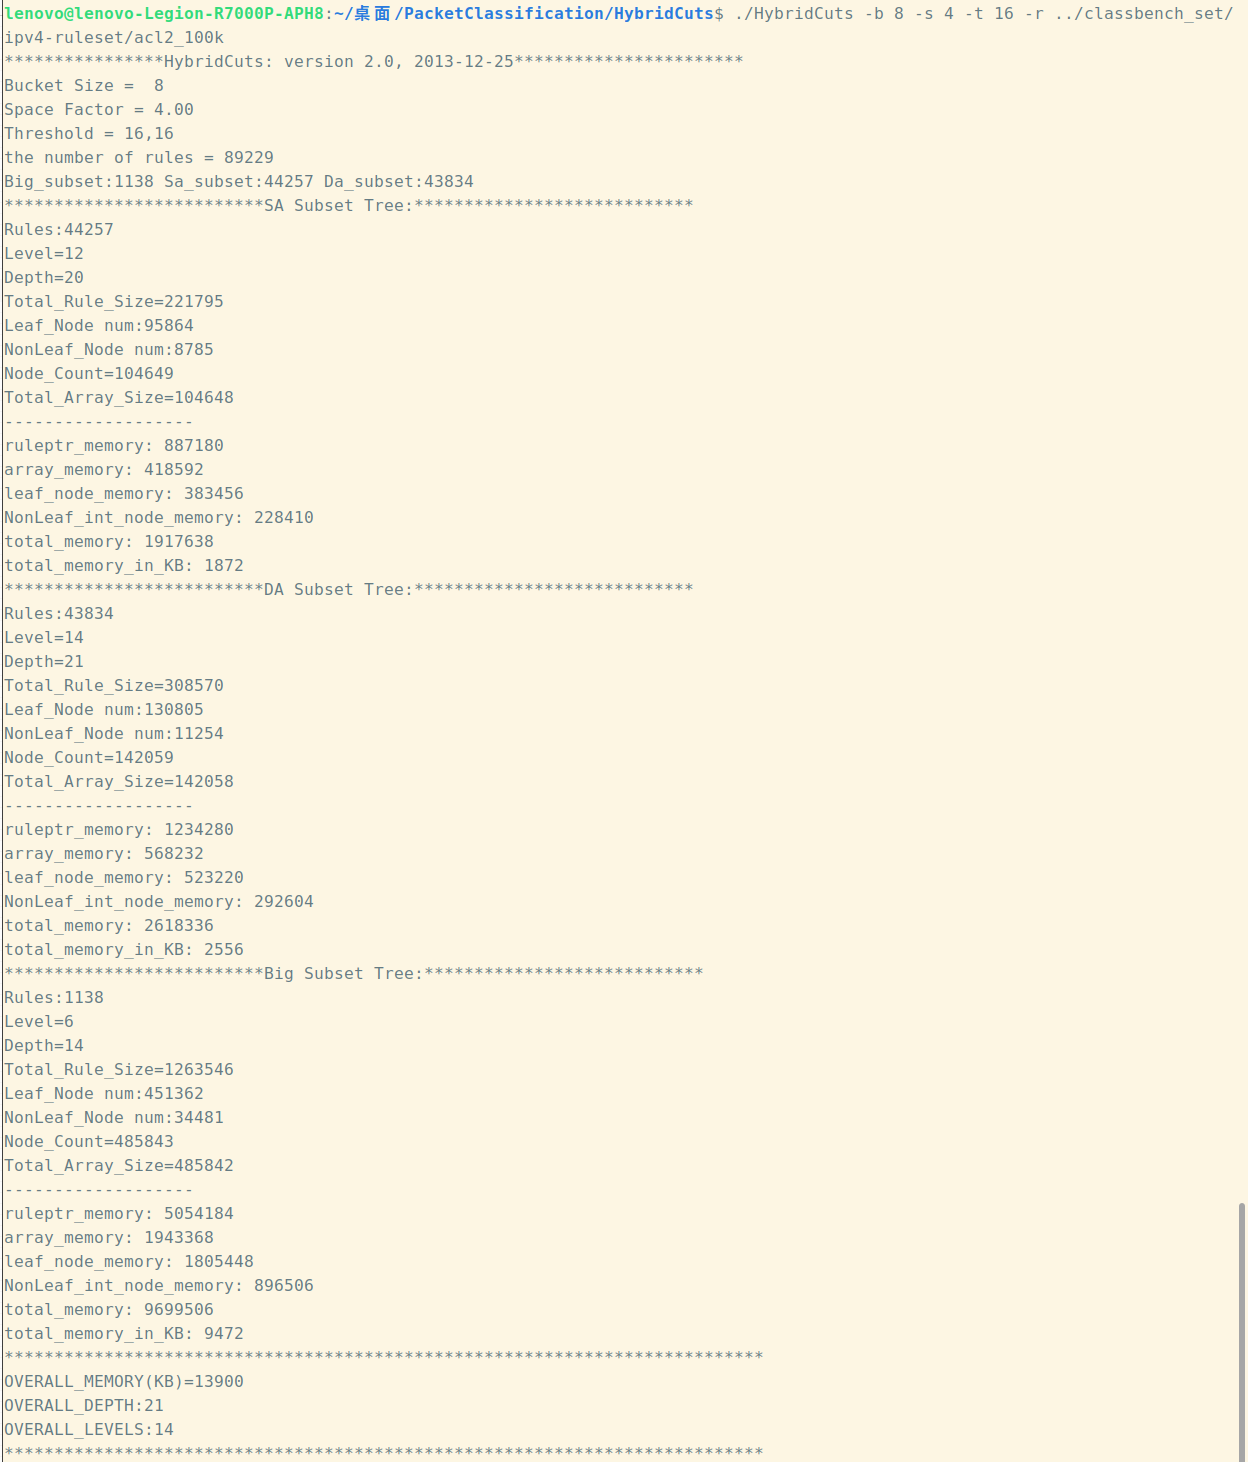 lenovo@lenovo-Legion-R7000P-APH8:~/桌面/PacketClassification/HybridCuts$ ./HybridCuts -b 8 -s 4 -t 16 -r ../classbench_set/
ipv4-ruleset/acl2_100k
****************HybridCuts: version 2.0, 2013-12-25***********************
Bucket Size =  8
Space Factor = 4.00
Threshold = 16,16
the number of rules = 89229
Big_subset:1138 Sa_subset:44257 Da_subset:43834
**************************SA Subset Tree:****************************
Rules:44257
Level=12
Depth=20
Total_Rule_Size=221795
Leaf_Node num:95864
NonLeaf_Node num:8785
Node_Count=104649
Total_Array_Size=104648
-------------------
ruleptr_memory: 887180
array_memory: 418592
leaf_node_memory: 383456
NonLeaf_int_node_memory: 228410
total_memory: 1917638
total_memory_in_KB: 1872
**************************DA Subset Tree:****************************
Rules:43834
Level=14
Depth=21
Total_Rule_Size=308570
Leaf_Node num:130805
NonLeaf_Node num:11254
Node_Count=142059
Total_Array_Size=142058
-------------------
ruleptr_memory: 1234280
array_memory: 568232
leaf_node_memory: 523220
NonLeaf_int_node_memory: 292604
total_memory: 2618336
total_memory_in_KB: 2556
**************************Big Subset Tree:****************************
Rules:1138
Level=6
Depth=14
Total_Rule_Size=1263546
Leaf_Node num:451362
NonLeaf_Node num:34481
Node_Count=485843
Total_Array_Size=485842
-------------------
ruleptr_memory: 5054184
array_memory: 1943368
leaf_node_memory: 1805448
NonLeaf_int_node_memory: 896506
total_memory: 9699506
total_memory_in_KB: 9472
****************************************************************************
OVERALL_MEMORY(KB)=13900
OVERALL_DEPTH:21
OVERALL_LEVELS:14
****************************************************************************